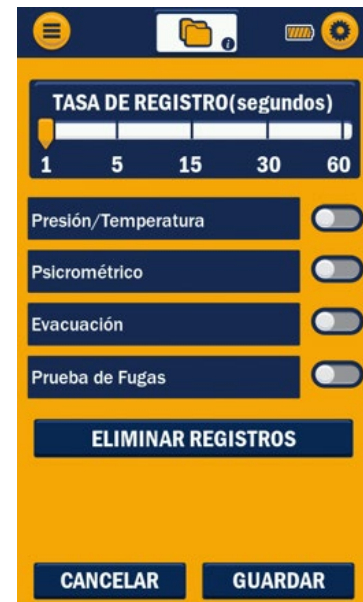 TASA DE REGISTRO(segundos)
1 5 15 30 60
Presión/Temperatura
Psicrométrico
Evacuación
Prueba de Fugas
ELIMINAR REGISTROS
CANCELAR GUARDAR